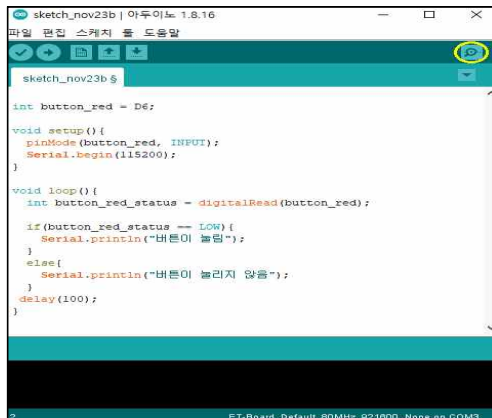 sketch_nov23b | 아두이노 1.8.16
파일 편집 스케치 툴 도움말
sketch_nov23b §
int button_red = D6;
void setup(){
pinMode(button_red, INPUT);
Serial.begin(115200);
}
void loop(){
int button_red_status = digitalRead(button_red);
if(button_red_status == LOW){
Serial.println("버튼이 눌림");
}
else{
Serial.println("버튼이 눌리지 않음");
}
delay(100);
}
2 ET-Board, Default, 80MHz, 921600, None on COM3